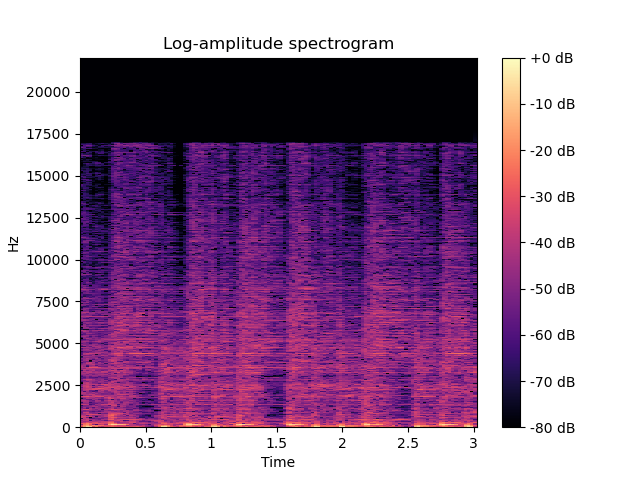 Log-amplitude spectrogram
+0 dB
-10 dB
-20 dB
-30 dB
-40 dB
-50 dB
-60 dB
-70 dB
-80 dB
20000
17500
15000
12500
10000
7500
5000
2500
0
Hz
0 0.5 1 1.5 2 2.5 3
Time